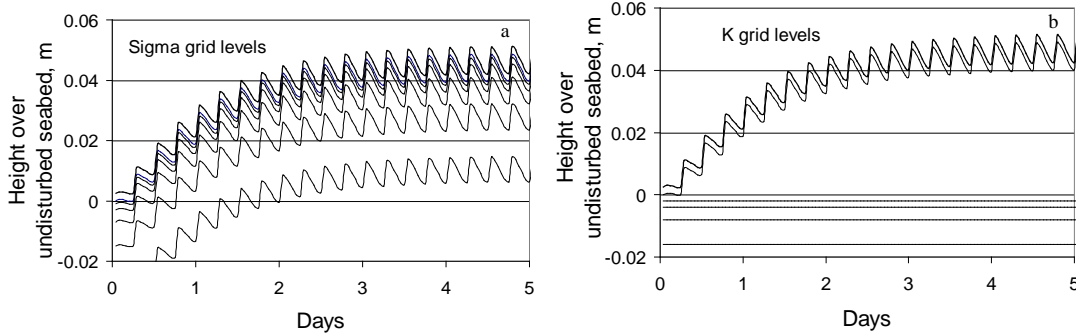 Height over
undisturbed seabed, m
0.06
0.04
0.02
0
-0.02
Sigma grid levels
a
0
1
2
3
4
5
Days
Height over
undisturbed seabed, m
0.06
0.04
0.02
0.00
-0.02
K grid levels
b
0
1
2
3
4
5
Days